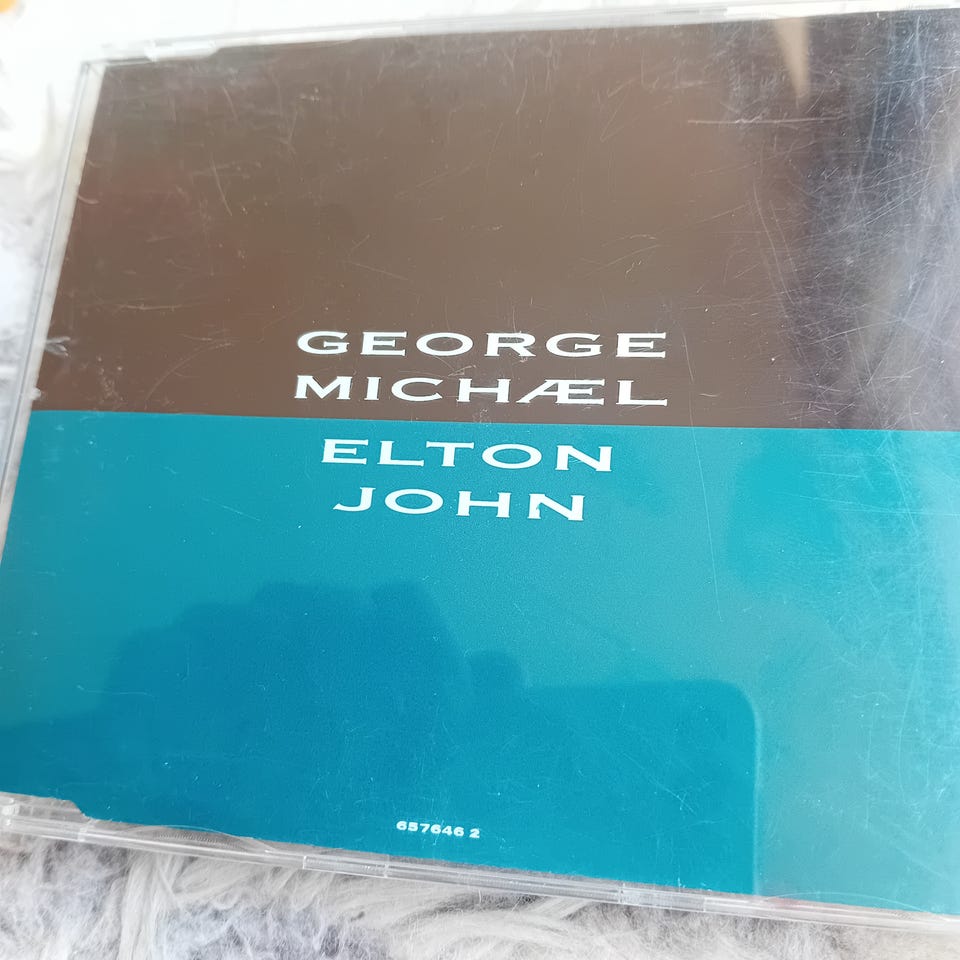 GEORGE
MICHÆL
ELTON
JOHN
657646 2